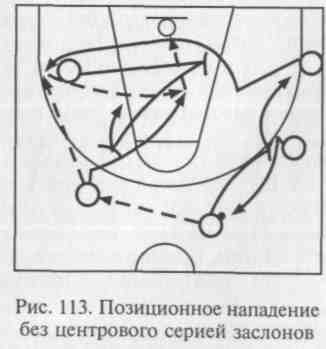 Рис. 113. Позиционное нападение
без центрового серией заслонов